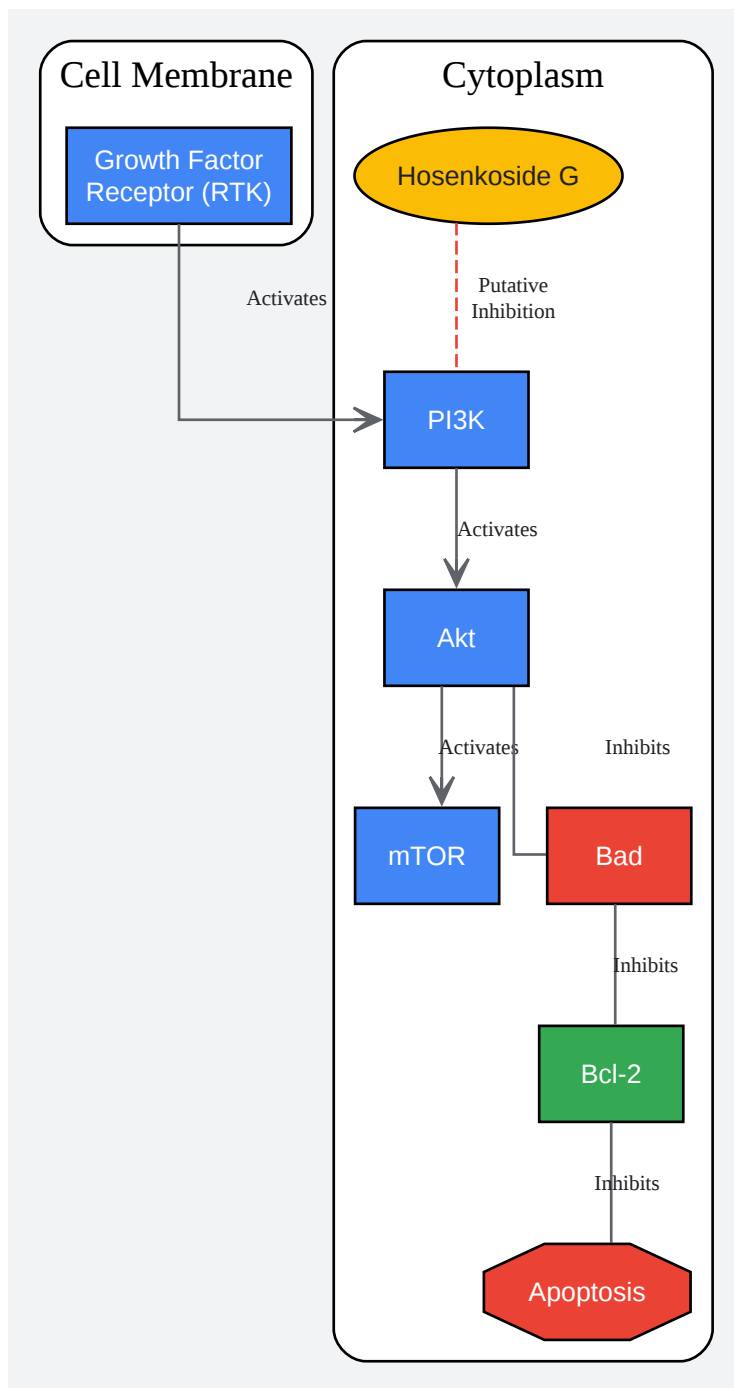 Cell Membrane
Cytoplasm
Growth Factor
Receptor (RTK)
Hosenkoside G
Activates
Putative
Inhibition
PI3K
Activates
Akt
Activates
Inhibits
mTOR
Bad
Inhibits
Bcl-2
Inhibits
Apoptosis